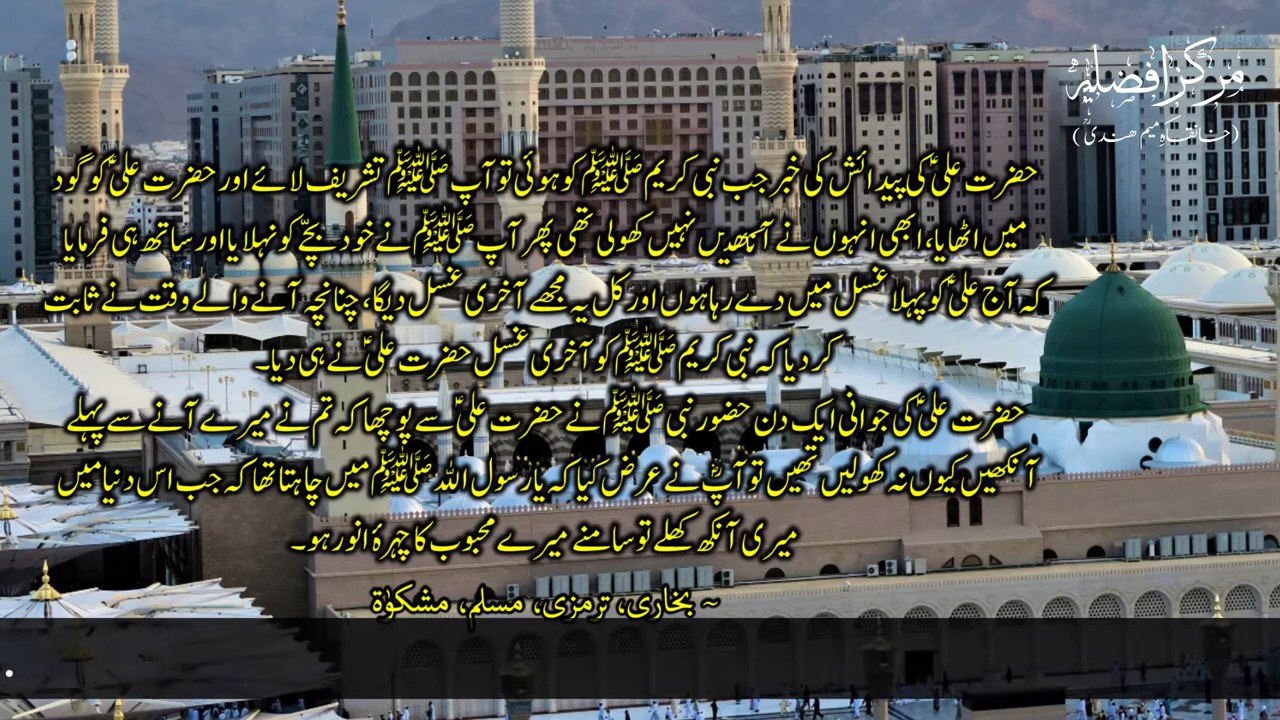 مرکز افضلیہ
(خانقاہِ میم ھندیؒ)
حضرت علیؑ کی پیدائش کی خبر جب نبی کریم ﷺ کو ہوئی تو آپ ﷺ تشریف لائے اور حضرت علیؑ کو گود
میں اٹھایا، ابھی انہوں نے آنکھیں نہیں کھولی تھی پھر آپ ﷺ نے خود بچّے کو نہلایا اور ساتھ ہی فرمایا
کہ آج علیؑ کو پہلا غسل میں دے رہا ہوں اور کل یہ مجھے آخری غسل دیگا، چنانچہ آنے والے وقت نے ثابت
کر دیا کہ نبی کریم ﷺ کو آخری غسل حضرت علیؑ نے ہی دیا۔
حضرت علیؑ کی جوانی ایک دن حضور نبی ﷺ نے حضرت علیؑ سے پوچھا کہ تم نے میرے آنے سے پہلے
آنکھیں کیوں نہ کھولیں تھیں تو آپؓ نے عرض کیا کہ یا رسول اللہ ﷺ میں چاہتا تھا کہ جب اس دنیا میں
میری آنکھ کھلے تو سامنے میرے محبوب کا چہرۂ انور ہو۔
~ بخاری، ترمزی، مسلم، مشکوٰة